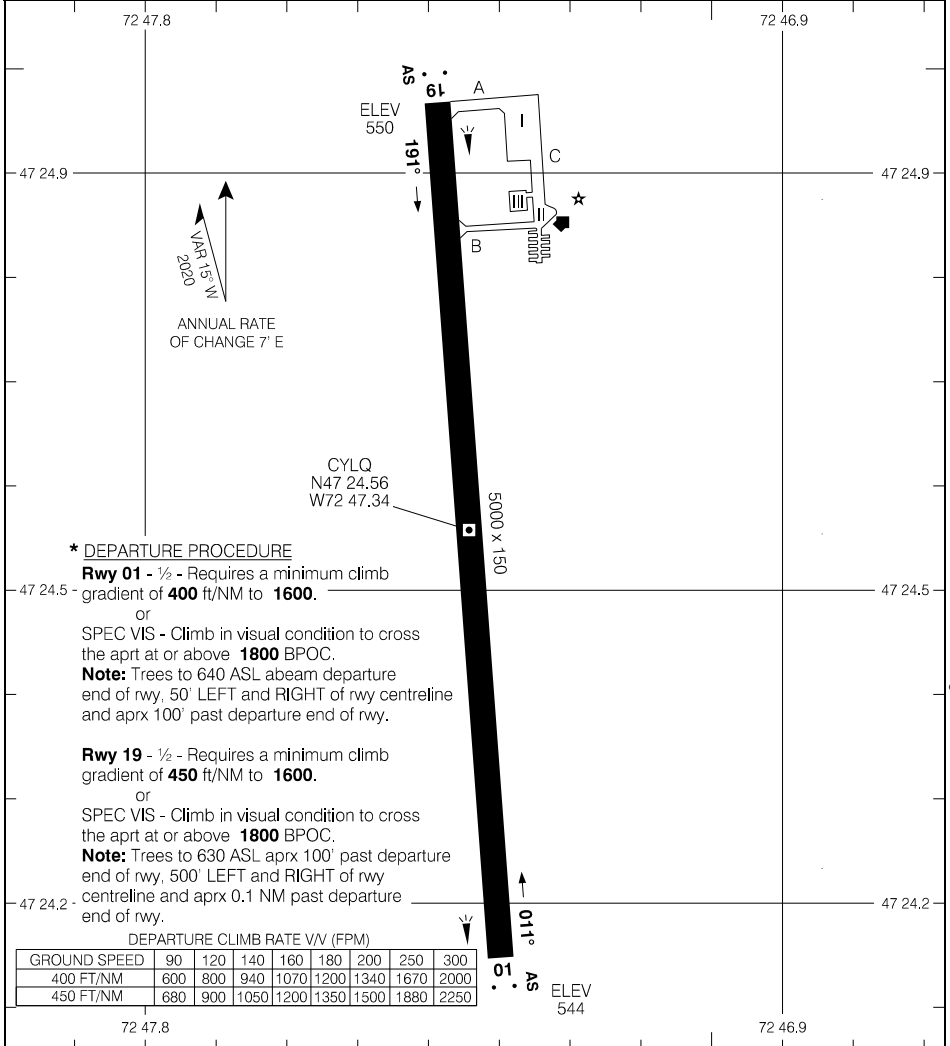 72 47.8
72 46.9
AS
19
A
ELEV
550
I
191°
C
47 24.9
47 24.9
III
II
B
VAR 15° W
2020
ANNUAL RATE
OF CHANGE 7' E
CYLQ
N47 24.56
W72 47.34
5000 x 150
* DEPARTURE PROCEDURE
Rwy 01 - ½ - Requires a minimum climb
47 24.5
gradient of 400 ft/NM to 1600.
47 24.5
or
SPEC VIS - Climb in visual condition to cross
the aprt at or above 1800 BPOC.
Note: Trees to 640 ASL abeam departure
end of rwy, 50' LEFT and RIGHT of rwy centreline
and aprx 100' past departure end of rwy.
Rwy 19 - ½ - Requires a minimum climb
gradient of 450 ft/NM to 1600.
or
SPEC VIS - Climb in visual condition to cross
the aprt at or above 1800 BPOC.
Note: Trees to 630 ASL aprx 100' past departure
end of rwy, 500' LEFT and RIGHT of rwy
47 24.2
centreline and aprx 0.1 NM past departure
47 24.2
end of rwy.
011°
DEPARTURE CLIMB RATE V/V (FPM)
GROUND SPEED 90 120 140 160 180 200 250 300
400 FT/NM 600 800 940 1070 1200 1340 1670 2000
450 FT/NM 680 900 1050 1200 1350 1500 1880 2250
01
AS
ELEV
544
72 47.8
72 46.9